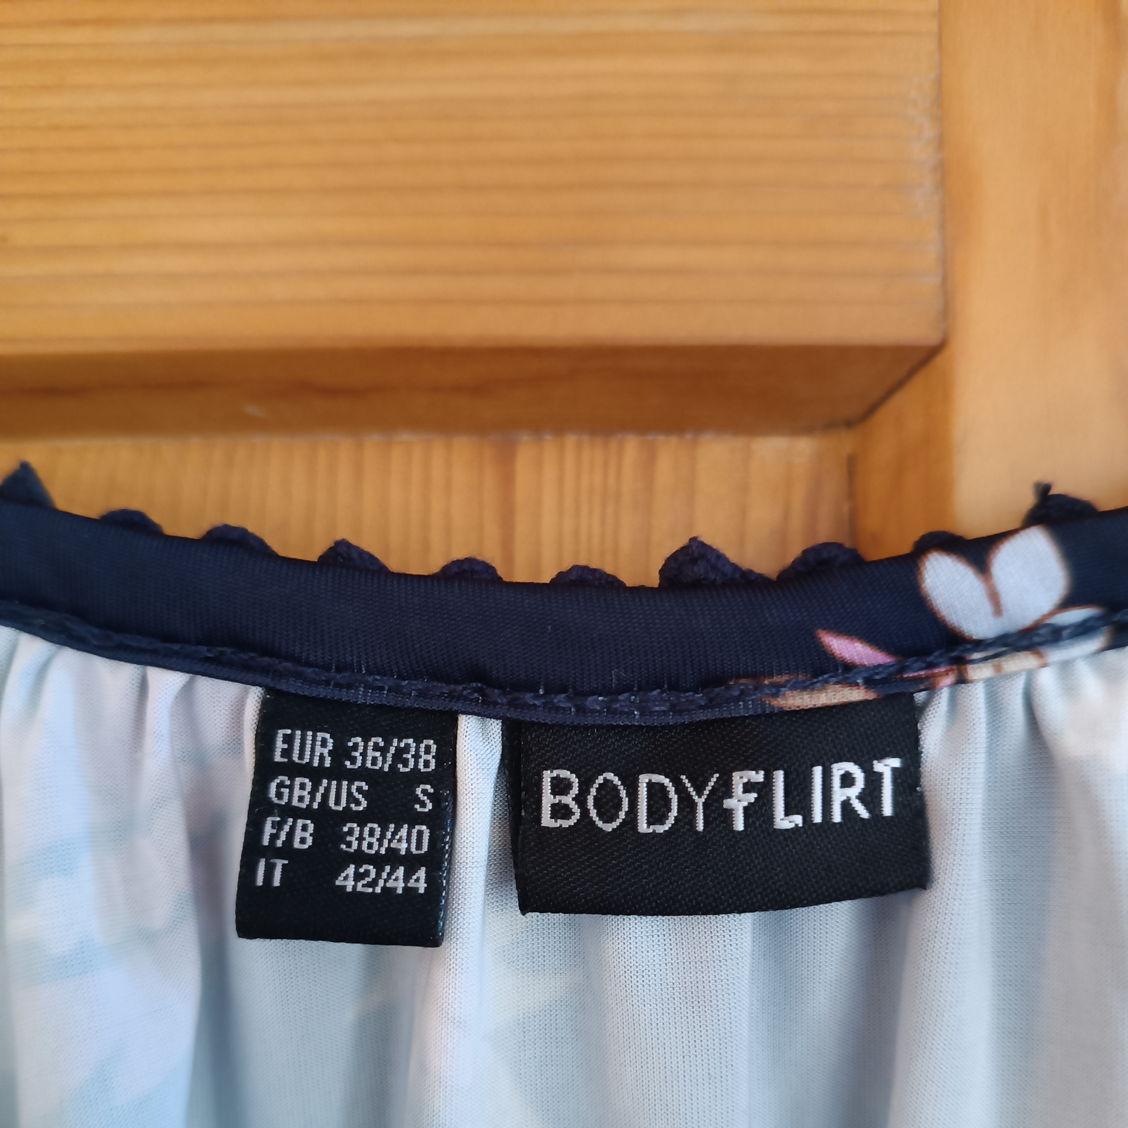 EUR 36/38
GB/US S
F/B 38/40
IT 42/44
BODYFLIRT